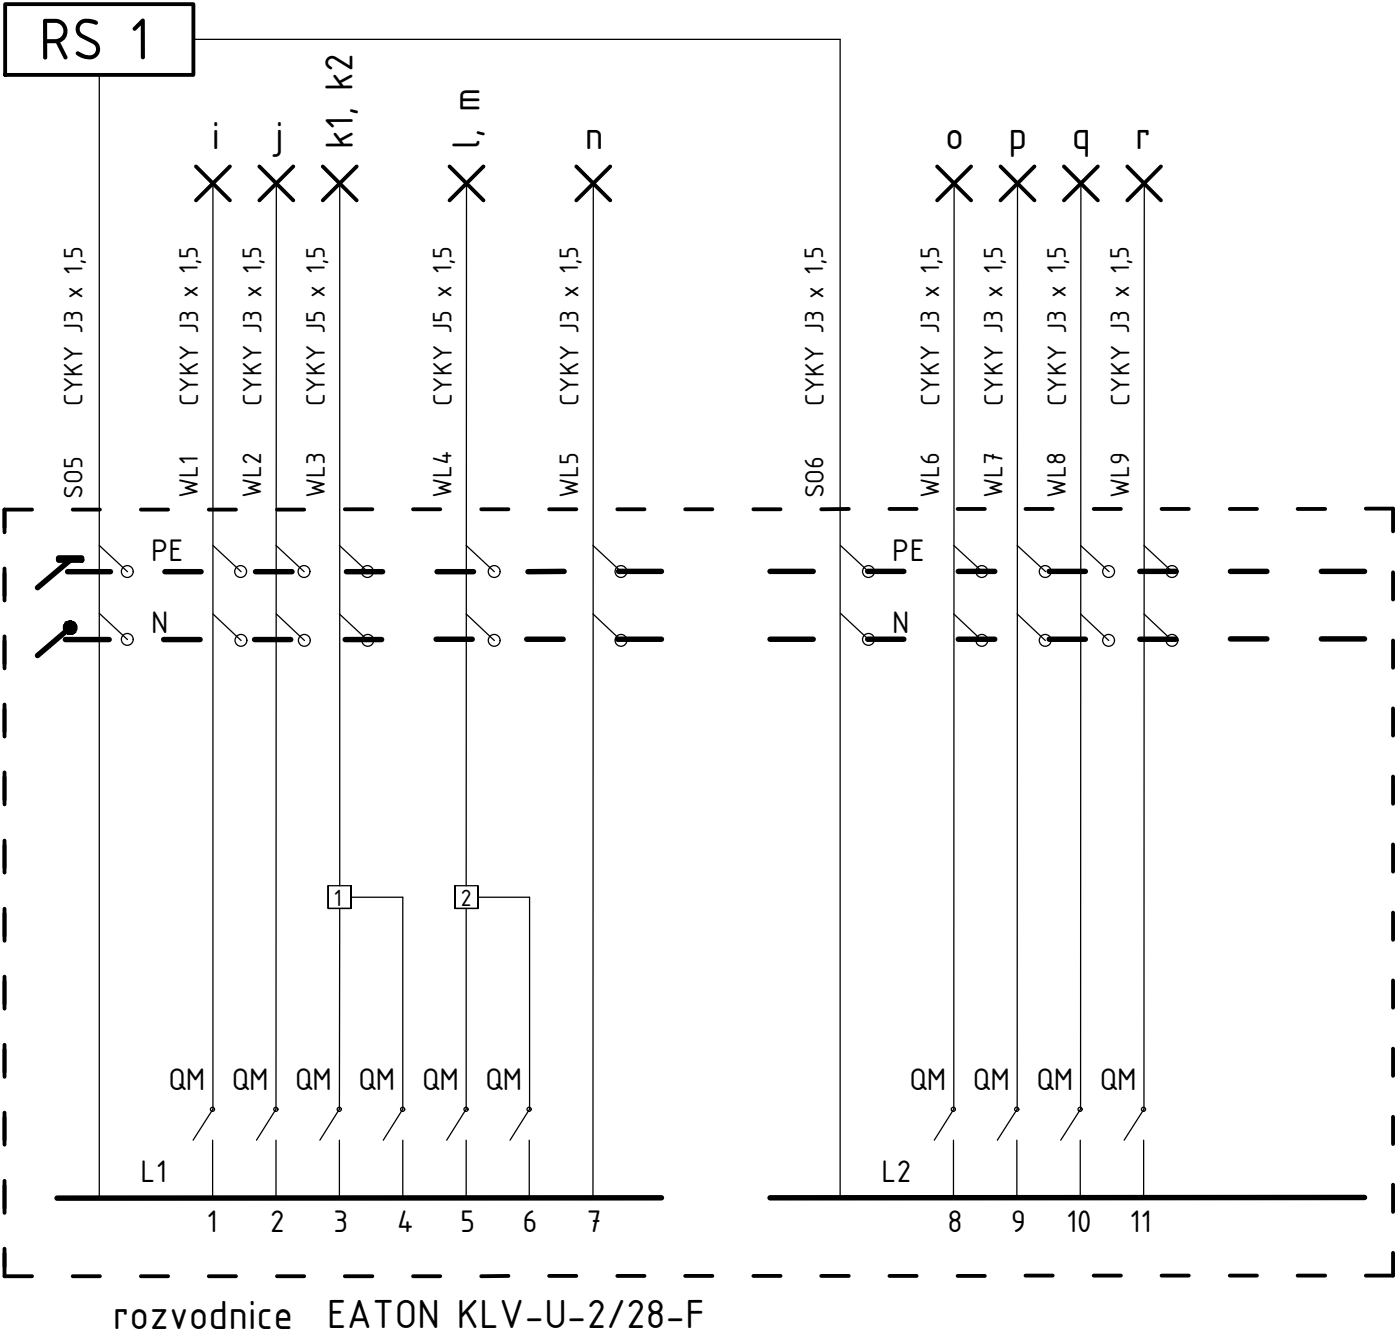 RS 1
i j k1, k2 l, m n o p q r
S05 CYKY J3 x 1,5
WL1 CYKY J3 x 1,5
WL2 CYKY J3 x 1,5
WL3 CYKY J5 x 1,5
WL4 CYKY J5 x 1,5
WL5 CYKY J3 x 1,5
S06 CYKY J3 x 1,5
WL6 CYKY J3 x 1,5
WL7 CYKY J3 x 1,5
WL8 CYKY J3 x 1,5
WL9 CYKY J3 x 1,5
PE PE
N N
1 2
QM QM QM QM QM QM QM QM QM QM
L1 L2
1 2 3 4 5 6 7 8 9 10 11
rozvodnice EATON KLV-U-2/28-F